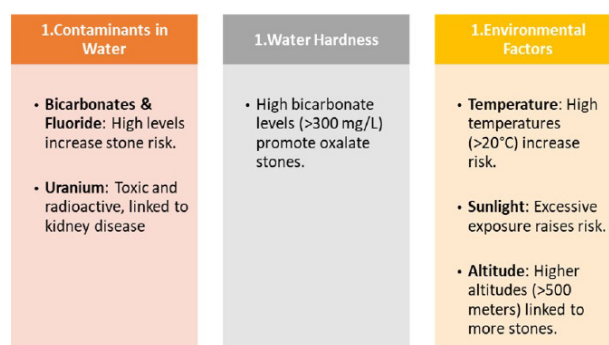 1.Contaminants in
Water
• Bicarbonates &
Fluoride: High levels
increase stone risk.
• Uranium: Toxic and
radioactive, linked to
kidney disease
1.Water Hardness
• High bicarbonate
levels (>300 mg/L)
promote oxalate
stones.
1.Environmental
Factors
• Temperature: High
temperatures
(>20°C) increase
risk.
• Sunlight: Excessive
exposure raises risk.
• Altitude: Higher
altitudes (>500
meters) linked to
more stones.